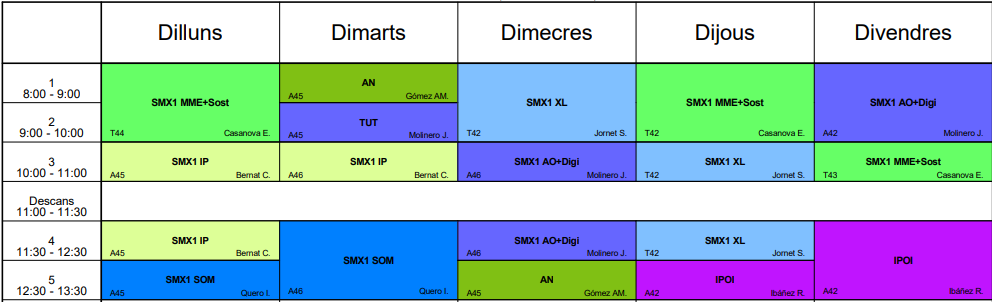 Dilluns Dimarts Dimecres Dijous Divendres
1
8:00 - 9:00
SMX1 MME+Sost
T44 Casanova E.
AN
A45 Gómez AM.
SMX1 XL
T42 Jornet S.
SMX1 MME+Sost
T42 Casanova E.
SMX1 AO+Digi
A42 Molinero J.
2
9:00 - 10:00
TUT
A45 Molinero J.
3
10:00 - 11:00
SMX1 IP
A45 Bernat C.
SMX1 IP
A46 Bernat C.
SMX1 AO+Digi
A46 Molinero J.
SMX1 XL
T42 Jornet S.
SMX1 MME+Sost
T43 Casanova E.
Descans
11:00 - 11:30
4
11:30 - 12:30
SMX1 IP
A45 Bernat C.
SMX1 SOM
A46 Quero I.
SMX1 AO+Digi
A46 Molinero J.
SMX1 XL
T42 Jornet S.
IPOI
A42 Ibáñez R.
5
12:30 - 13:30
SMX1 SOM
A45 Quero I.
AN
A45 Gómez AM.
IPOI
A42 Ibáñez R.